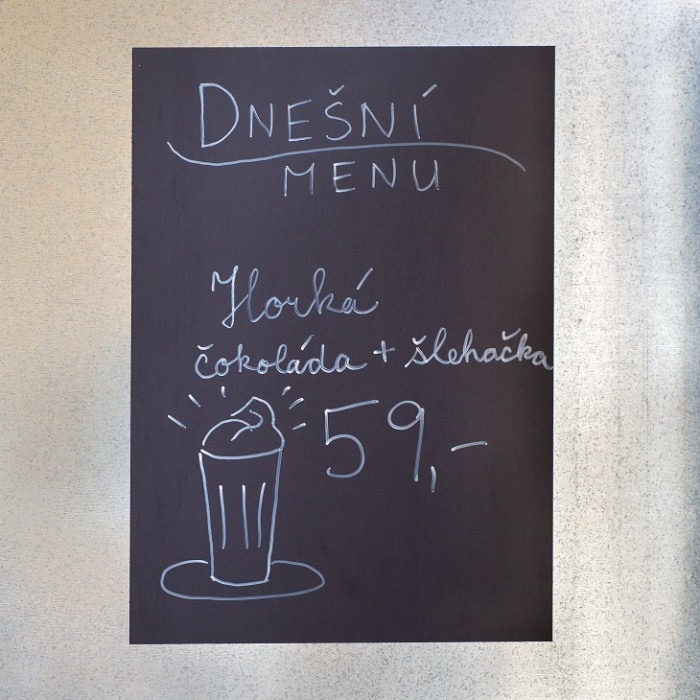 DNEŠNÍ
MENU
Horká
čokoláda + šlehačka
59,-